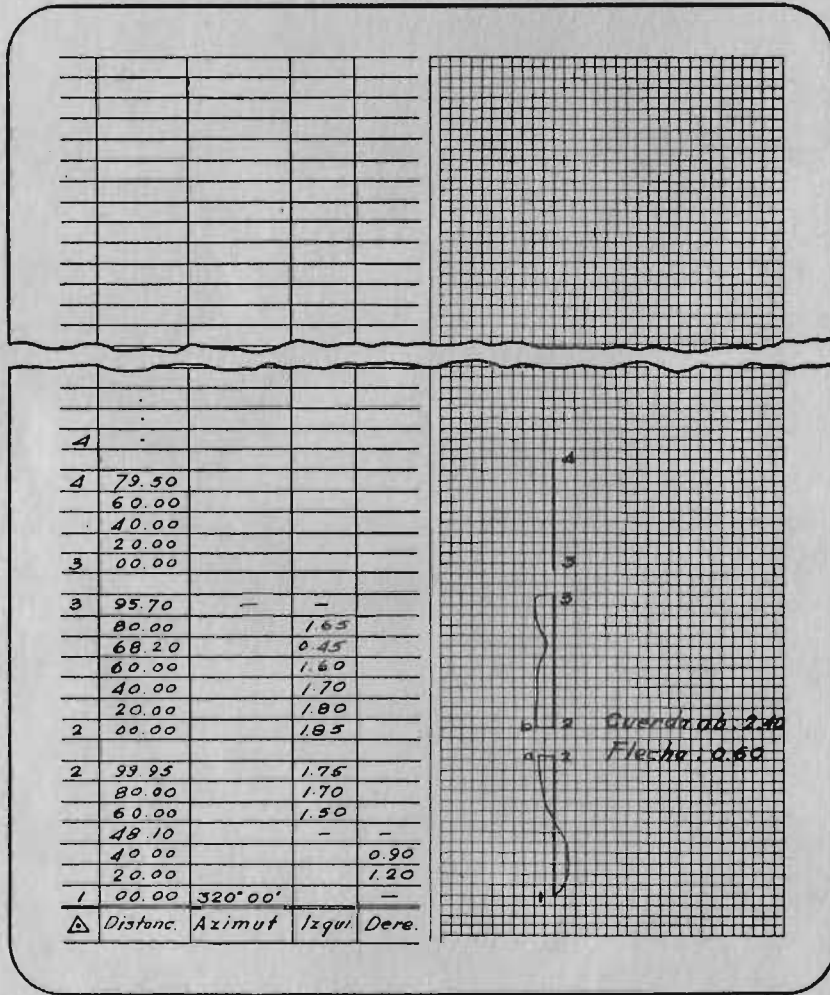 4 .
4 79.50
60.00
40.00
20.00
3 00.00
3 95.70 — —
80.00 1.65
68.20 0.45
60.00 1.60
40.00 1.70
20.00 1.80
2 00.00 1.85
2 99.95 1.75
80.00 1.70
60.00 1.50
48.10 — —
40.00 0.90
20.00 1.20
1 00.00 320°00' —
Distanc. Azimut Izqui. Dere.
4
3
3
b 2 Cuerda ab: 2.40
a 2 Flecha: 0.60
1